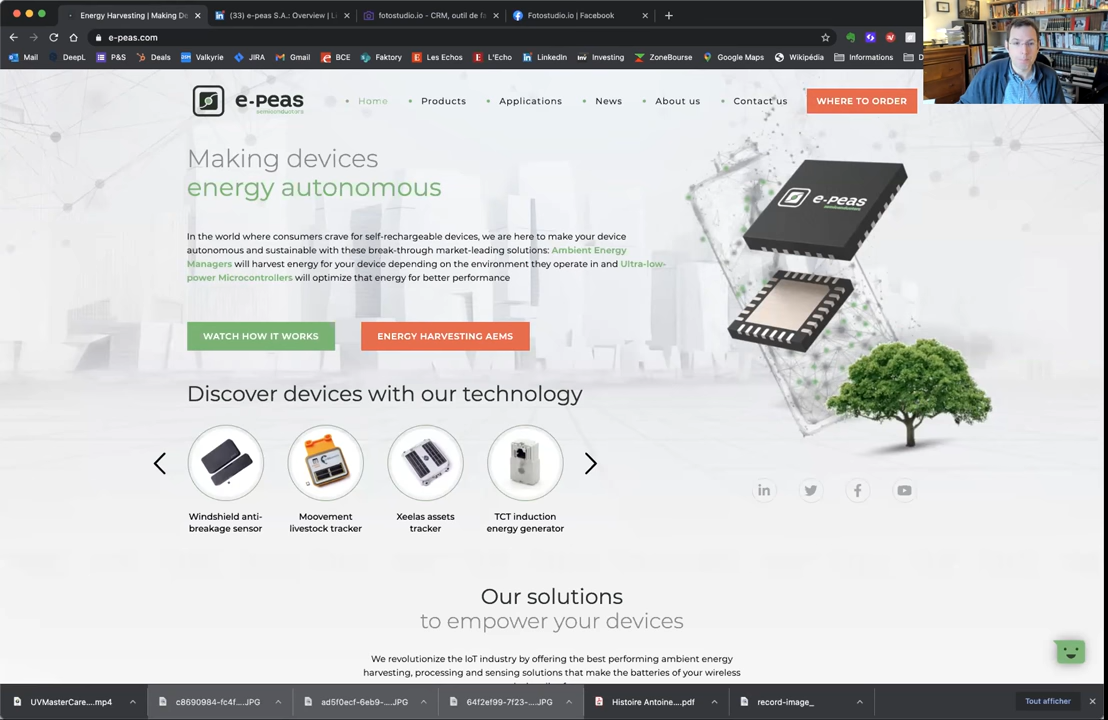 Energy Harvesting | Making De
(33) e-peas S.A.: Overview | L
fotostudio.io - CRM, outil de fa
Fotostudio.io | Facebook
e-peas.com
Mail
DeepL
P&S
Deals
Valkyrie
JIRA
Gmail
BCE
Faktory
Les Echos
L'Echo
LinkedIn
Investing
ZoneBourse
Google Maps
Wikipédia
Informations
e-peas
semiconductors
Home
Products
Applications
News
About us
Contact us
WHERE TO ORDER
Making devices
energy autonomous
In the world where consumers crave for self-rechargeable devices, we are here to make your device
autonomous and sustainable with these break-through market-leading solutions: Ambient Energy
Managers will harvest energy for your device depending on the environment they operate in and Ultra-low-
power Microcontrollers will optimize that energy for better performance
e-peas
semiconductors
WATCH HOW IT WORKS
ENERGY HARVESTING AEMS
Discover devices with our technology
Windshield anti-
breakage sensor
Moovement
livestock tracker
Xeelas assets
tracker
TCT induction
energy generator
Our solutions
to empower your devices
We revolutionize the IoT industry by offering the best performing ambient energy
harvesting, processing and sensing solutions that make the batteries of your wireless
UVMasterCare....mp4
c8690984-fc4f....JPG
ad5f0ecf-6eb9-....JPG
64f2ef99-7f23-....JPG
Histoire Antoine....pdf
record-image_
Tout afficher